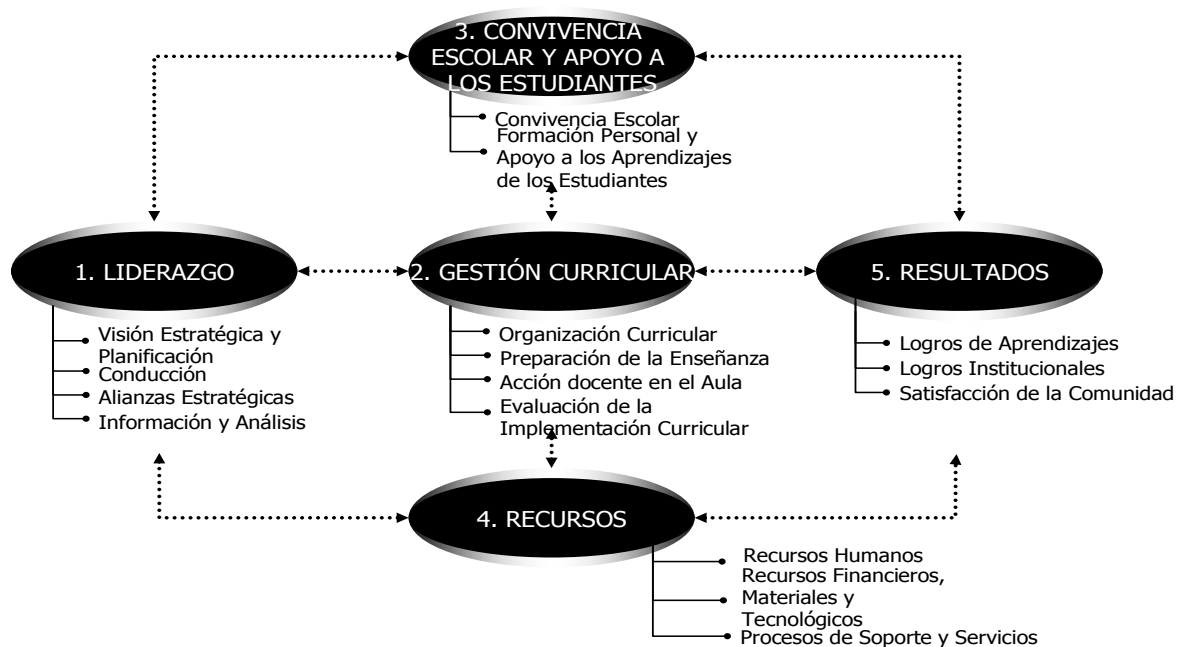 3. CONVIVENCIA
ESCOLAR Y APOYO A
LOS ESTUDIANTES
Convivencia Escolar
Formación Personal y
Apoyo a los Aprendizajes
de los Estudiantes
1. LIDERAZGO
Visión Estratégica y
Planificación
Conducción
Alianzas Estratégicas
Información y Análisis
2. GESTIÓN CURRICULAR
Organización Curricular
Preparación de la Enseñanza
Acción docente en el Aula
Evaluación de la
Implementación Curricular
5. RESULTADOS
Logros de Aprendizajes
Logros Institucionales
Satisfacción de la Comunidad
4. RECURSOS
Recursos Humanos
Recursos Financieros,
Materiales y
Tecnológicos
Procesos de Soporte y Servicios